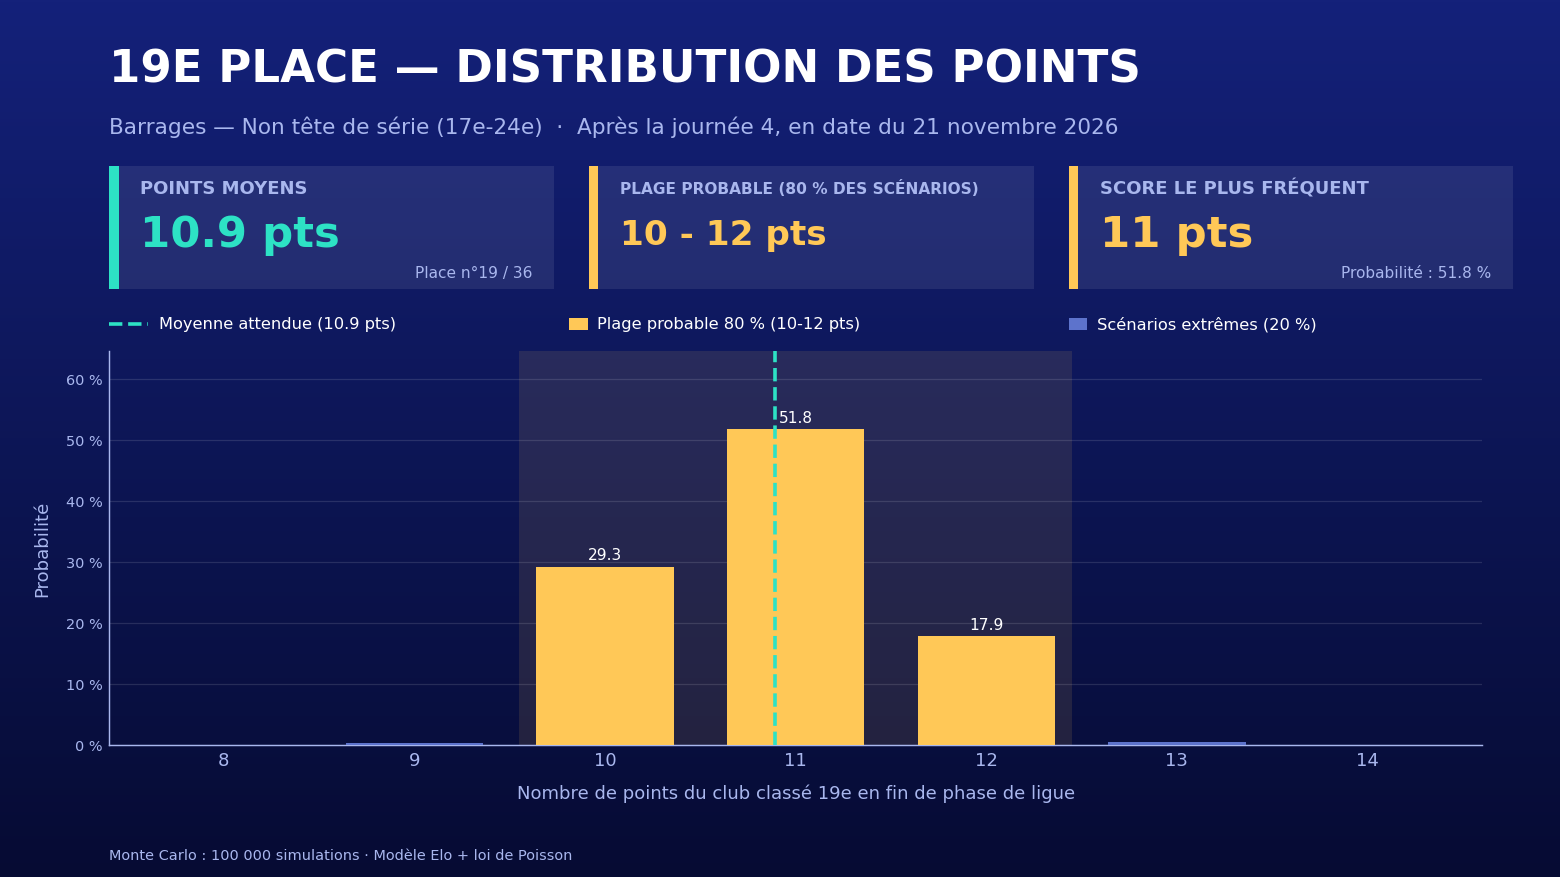 19E PLACE — DISTRIBUTION DES POINTS
Barrages — Non tête de série (17e-24e) · Après la journée 4, en date du 21 novembre 2026
POINTS MOYENS
10.9 pts
Place n°19 / 36
PLAGE PROBABLE (80 % DES SCÉNARIOS)
10 - 12 pts
SCORE LE PLUS FRÉQUENT
11 pts
Probabilité : 51.8 %
Moyenne attendue (10.9 pts)
Plage probable 80 % (10-12 pts)
Scénarios extrêmes (20 %)
Probabilité
60 %
50 %
40 %
30 %
20 %
10 %
0 %
29.3
51.8
17.9
8
9
10
11
12
13
14
Nombre de points du club classé 19e en fin de phase de ligue
Monte Carlo : 100 000 simulations · Modèle Elo + loi de Poisson